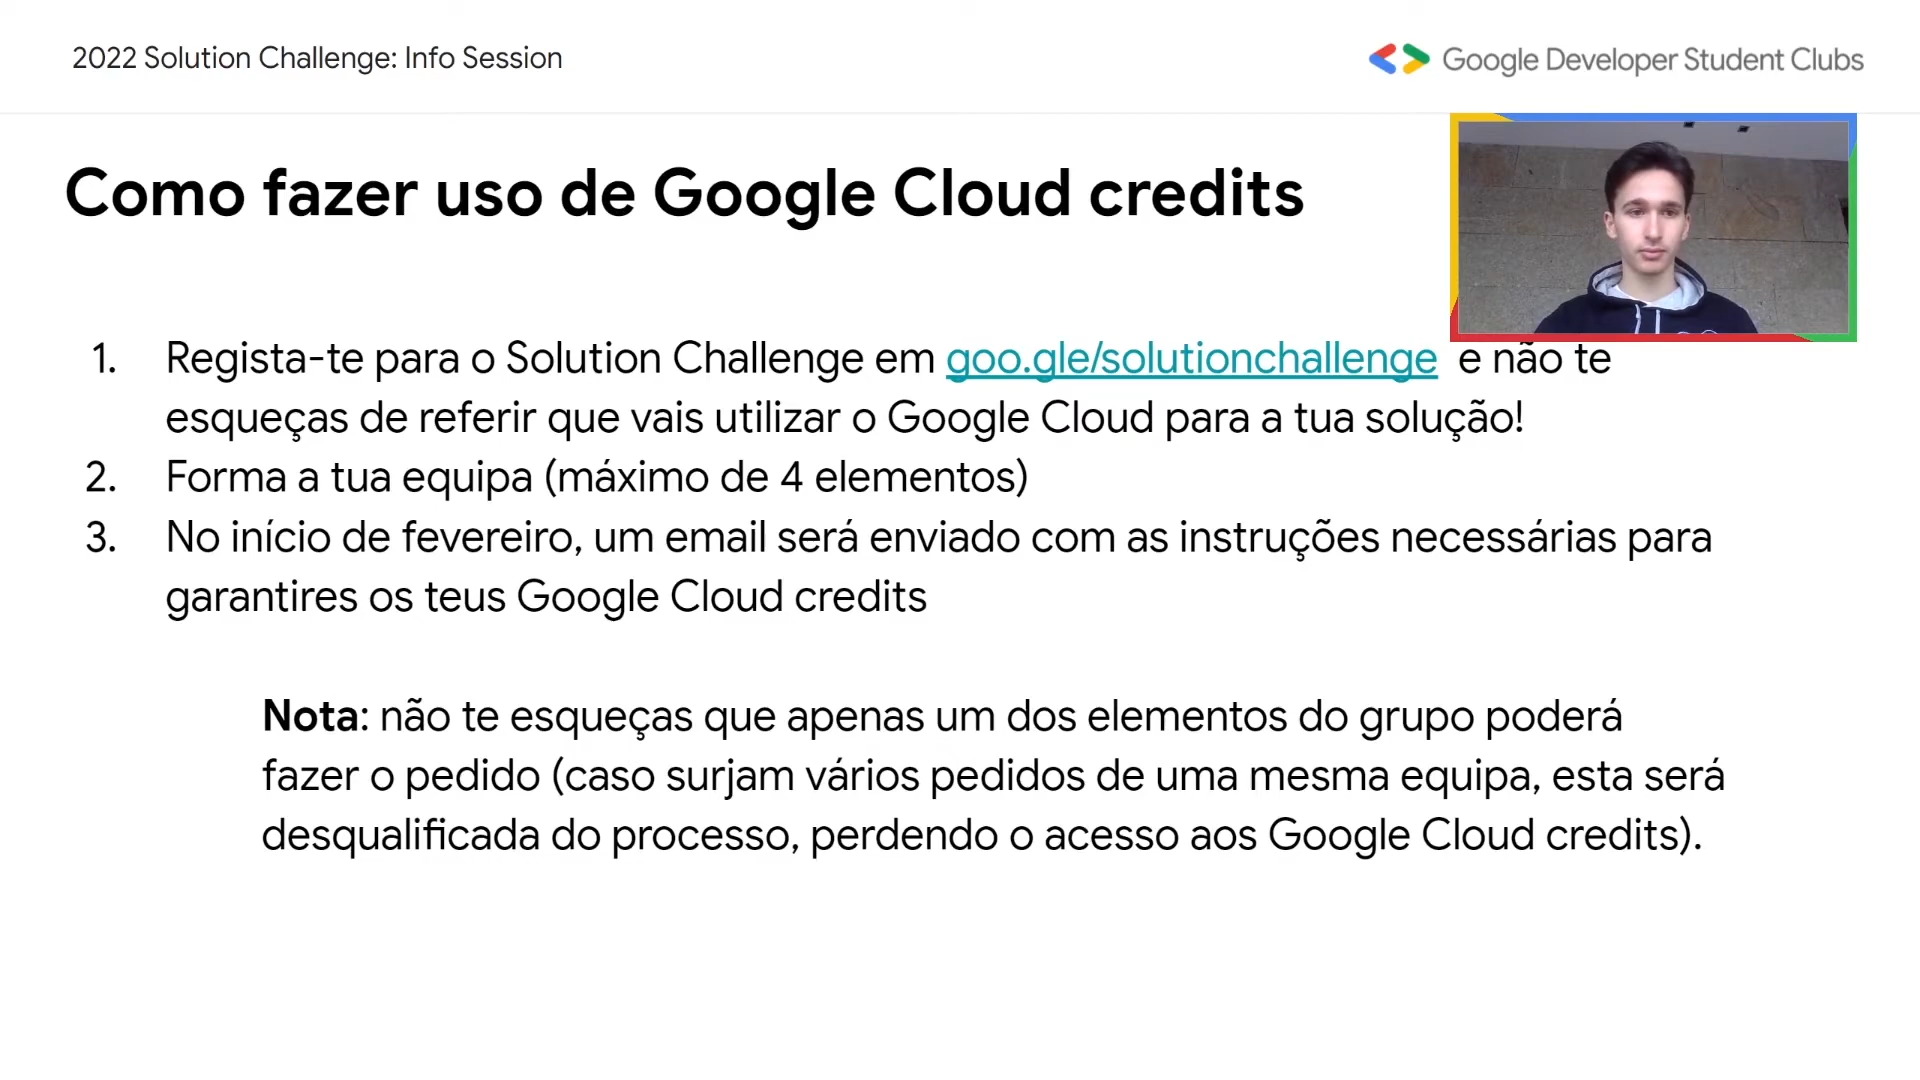 2022 Solution Challenge: Info Session
Google Developer Student Clubs
Como fazer uso de Google Cloud credits
1. Regista-te para o Solution Challenge em goo.gle/solutionchallenge e não te
esqueças de referir que vais utilizar o Google Cloud para a tua solução!
2. Forma a tua equipa (máximo de 4 elementos)
3. No início de fevereiro, um email será enviado com as instruções necessárias para
garantires os teus Google Cloud credits
Nota: não te esqueças que apenas um dos elementos do grupo poderá
fazer o pedido (caso surjam vários pedidos de uma mesma equipa, esta será
desqualificada do processo, perdendo o acesso aos Google Cloud credits).